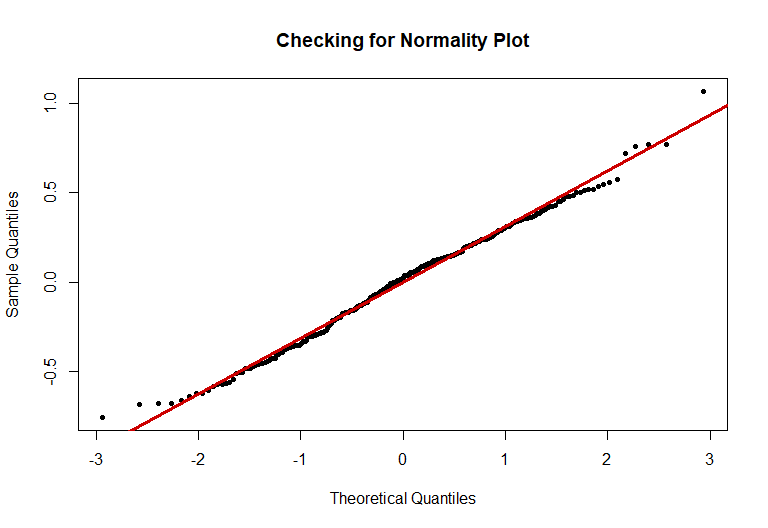 Checking for Normality Plot
1.0
0.5
0.0
-0.5
Sample Quantiles
-3 -2 -1 0 1 2 3
Theoretical Quantiles